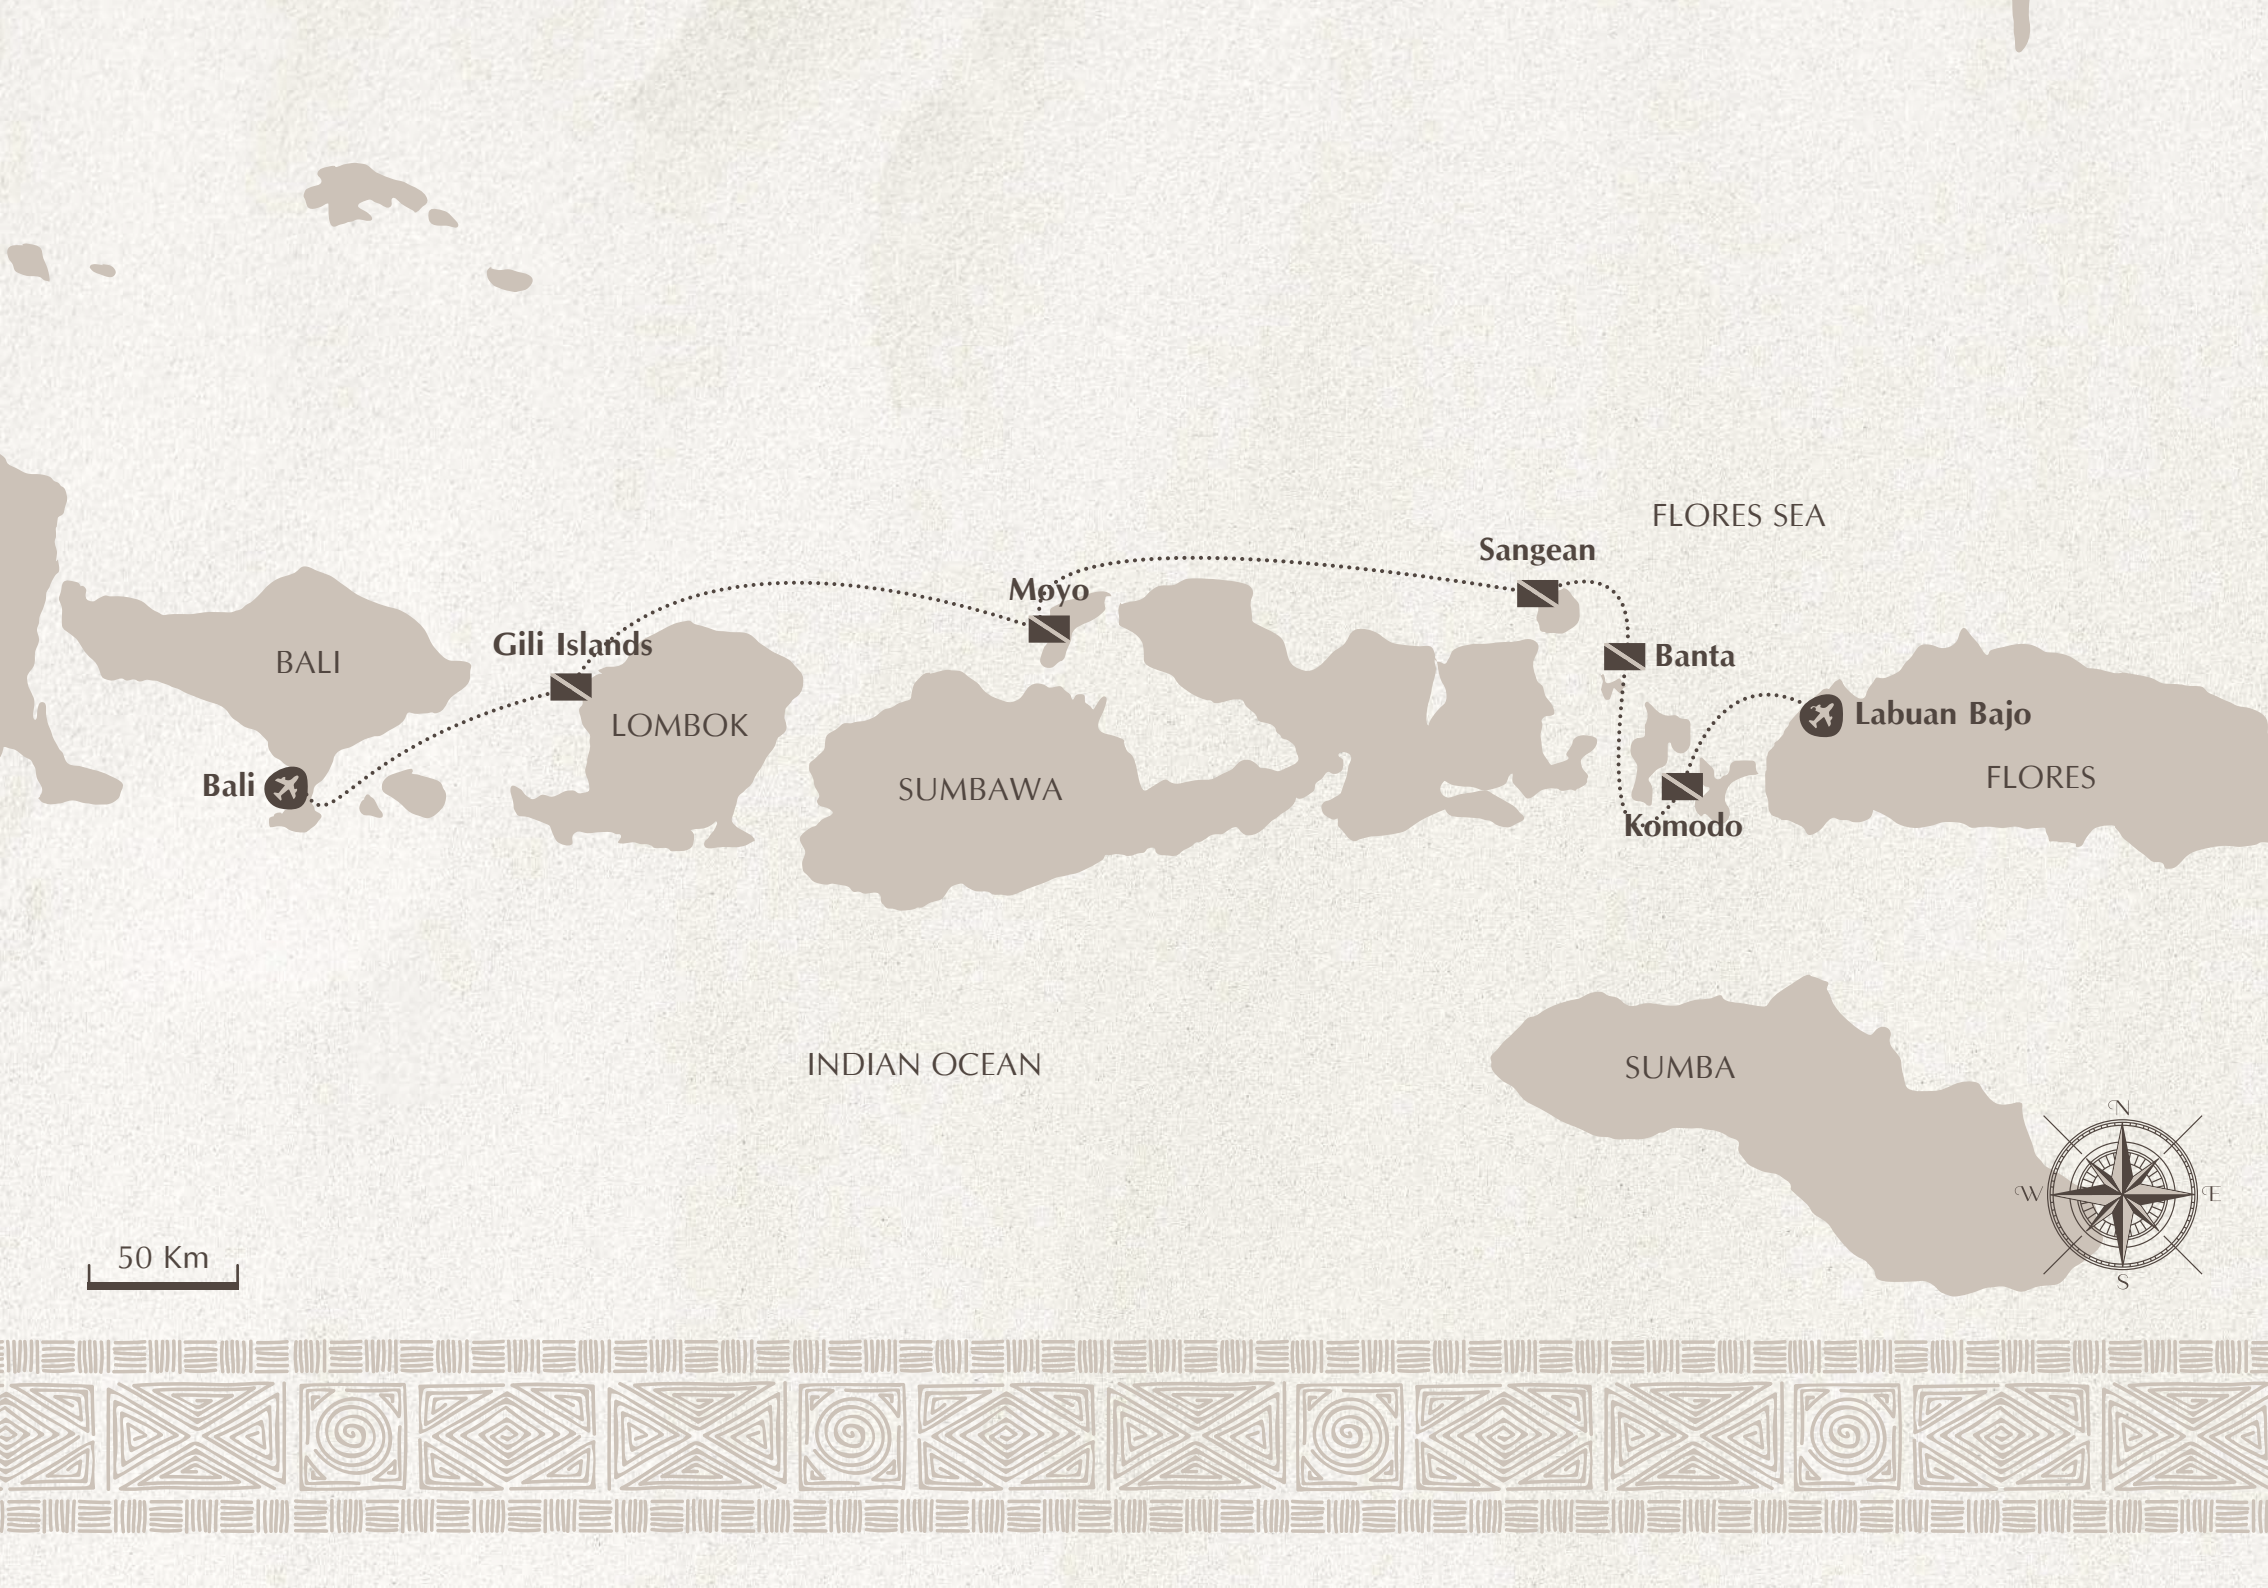 FLORES SEA
Sangean
Moyo
Gili Islands
Banta
BALI
LOMBOK
Labuan Bajo
FLORES
Bali
SUMBAWA
Komodo
INDIAN OCEAN
SUMBA
N
W
E
S
50 Km